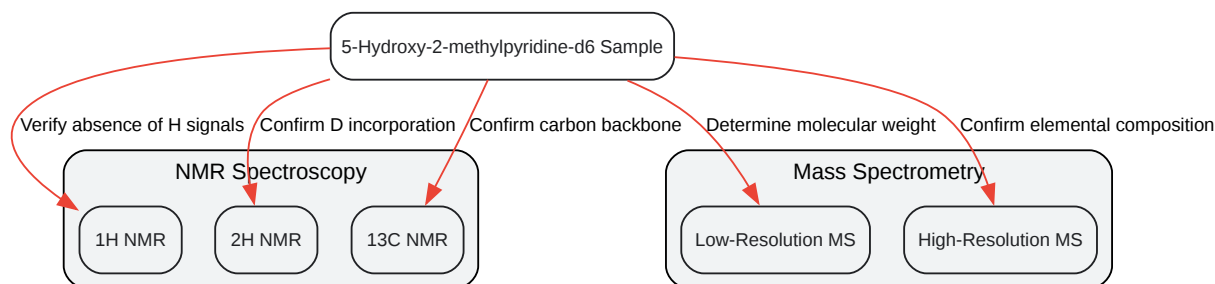 5-Hydroxy-2-methylpyridine-d6 Sample
Verify absence of H signals
Confirm D incorporation
Confirm carbon backbone
Determine molecular weight
Confirm elemental composition
NMR Spectroscopy
Mass Spectrometry
1H NMR
2H NMR
13C NMR
Low-Resolution MS
High-Resolution MS